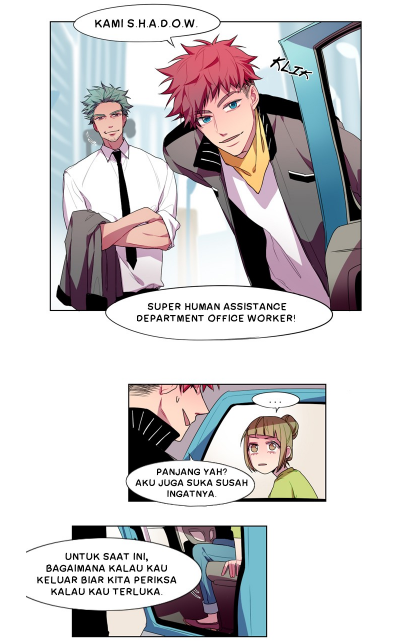 KAMI S.H.A.D.O.W.
KLIK
SUPER HUMAN ASSISTANCE
DEPARTMENT OFFICE WORKER!
...
PANJANG YAH?
AKU JUGA SUKA SUSAH
INGATNYA.
UNTUK SAAT INI,
BAGAIMANA KALAU KAU
KELUAR BIAR KITA PERIKSA
KALAU KAU TERLUKA.